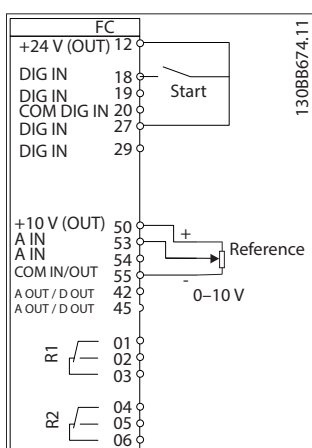 FC
+24 V (OUT) 12
DIG IN 18
DIG IN 19
COM DIG IN 20
DIG IN 27
DIG IN 29
Start
130BB674.11
+10 V (OUT) 50
A IN 53
A IN 54
COM IN/OUT 55
A OUT / D OUT 42
A OUT / D OUT 45
+
Reference
-
0–10 V
R1
01
02
03
R2
04
05
06